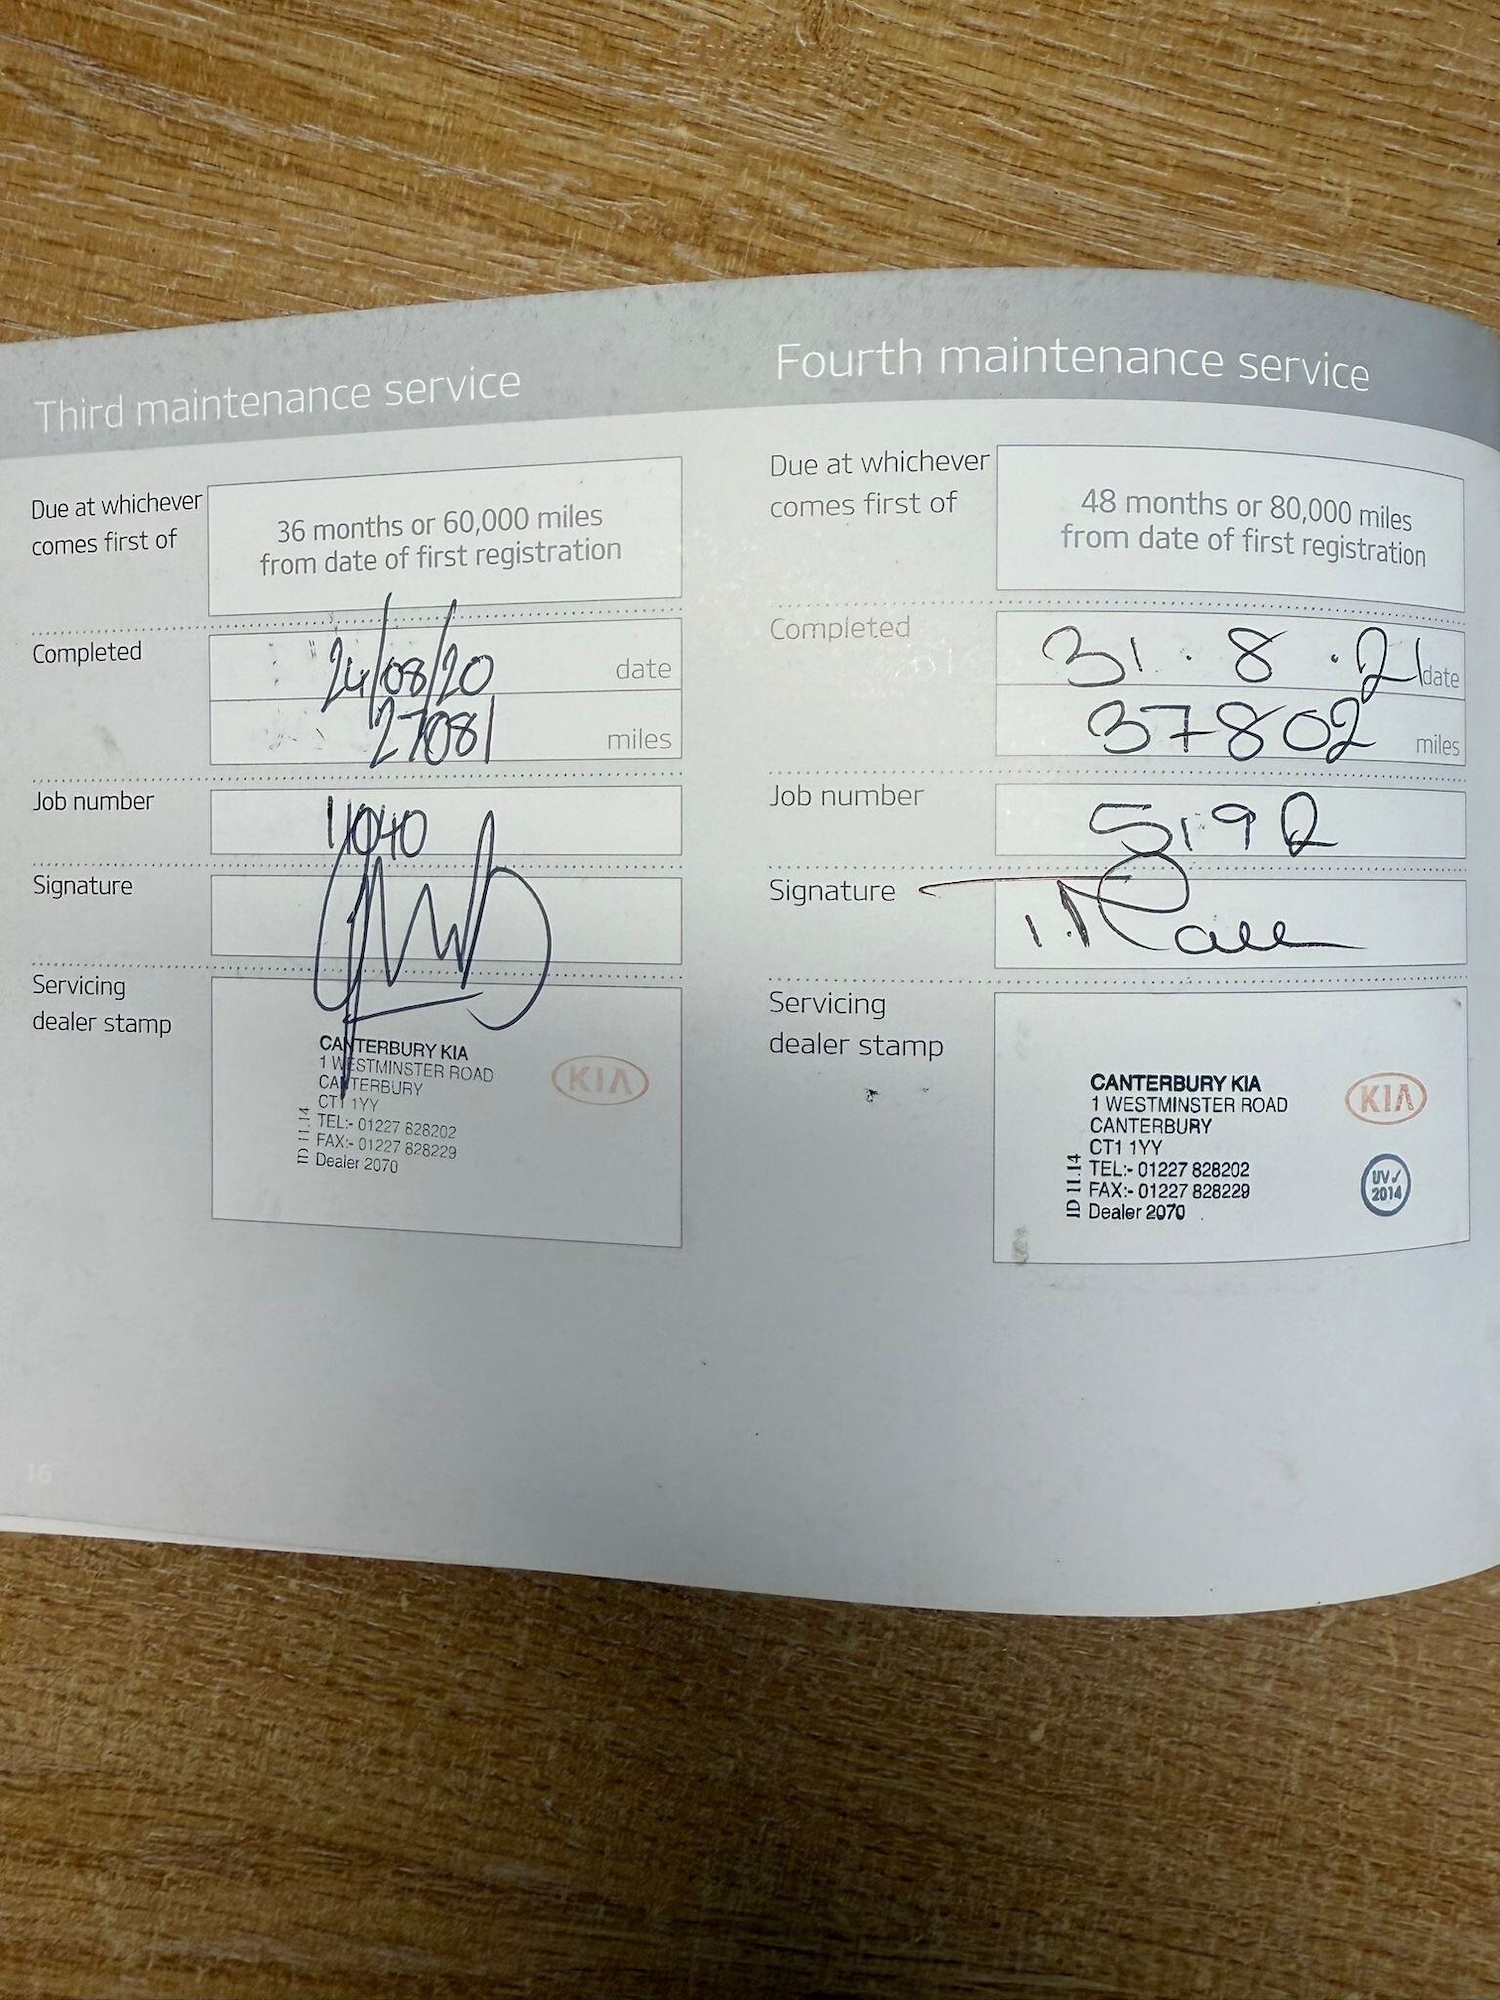 Third maintenance service
Due at whichever
comes first of
36 months or 60,000 miles
from date of first registration
Completed
24/08/20
date
27081
miles
Job number
4040
Signature
Servicing
dealer stamp
CANTERBURY KIA
1 WESTMINSTER ROAD
CANTERBURY
CT1 1YY
TEL:- 01227 828202
FAX:- 01227 828229
Dealer 2070
ID 11.14
KIA
16
Fourth maintenance service
Due at whichever
comes first of
48 months or 80,000 miles
from date of first registration
Completed
31.8.21
date
37802
miles
Job number
5192
Signature
Servicing
dealer stamp
CANTERBURY KIA
1 WESTMINSTER ROAD
CANTERBURY
CT1 1YY
TEL:- 01227 828202
FAX:- 01227 828229
Dealer 2070
ID 11.14
KIA
UV✓
2014